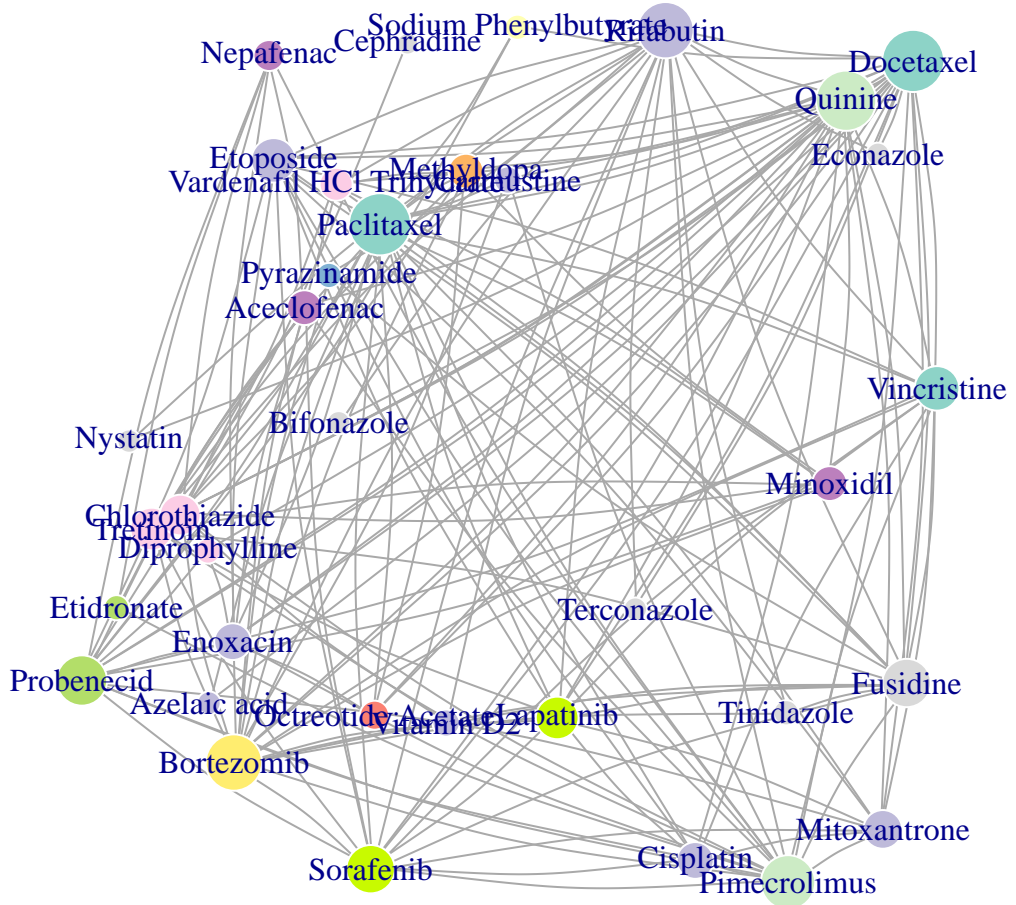 Sodium Phenylbutyrate
Rifabutin
Cephradine
Nepafenac
Docetaxel
Quinine
Econazole
Etoposide
Methyldopa
Vardenafil HCl Trihydrate
Carmustine
Paclitaxel
Pyrazinamide
Aceclofenac
Vincristine
Bifonazole
Nystatin
Minoxidil
Chlorothiazide
Tretinoin
Diprophylline
Etidronate
Terconazole
Enoxacin
Probenecid
Fusidine
Azelaic acid
Octreotide Acetate
Vitamin D2
Lapatinib
Tinidazole
Bortezomib
Mitoxantrone
Cisplatin
Sorafenib
Pimecrolimus